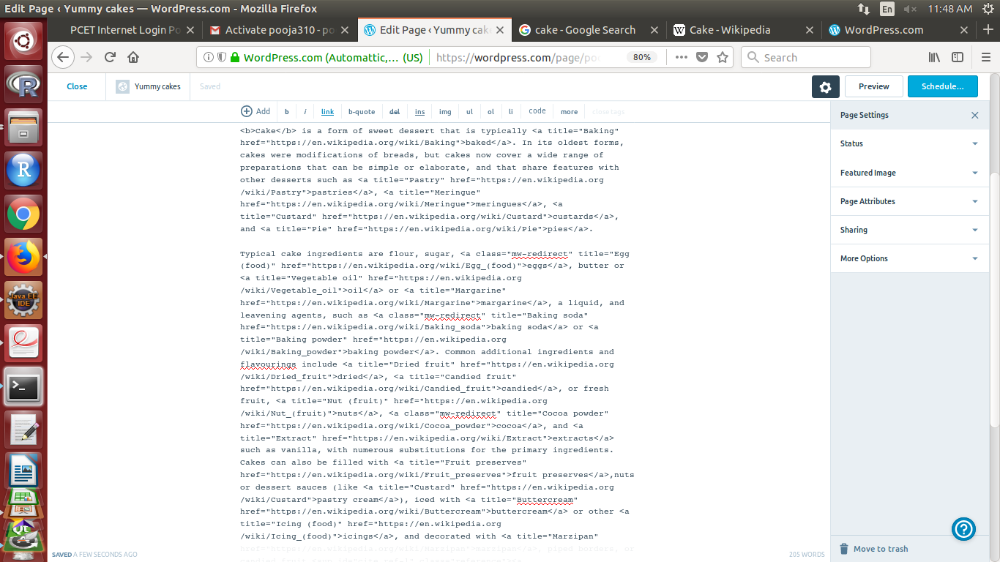 Edit Page ‹ Yummy cakes — WordPress.com - Mozilla Firefox
En
11:48 AM
PCET Internet Login Po
Activate pooja310 - po
Edit Page ‹ Yummy cak
cake - Google Search
Cake - Wikipedia
WordPress.com
WordPress.com (Automattic,... (US)
https://wordpress.com/page/po
80%
Search
Close
Yummy cakes
Saved
Preview
Schedule...
Add
b
i
link
b-quote
del
ins
img
ul
ol
li
code
more
close tags
<b>Cake</b> is a form of sweet dessert that is typically <a title="Baking"
href="https://en.wikipedia.org/wiki/Baking">baked</a>. In its oldest forms,
cakes were modifications of breads, but cakes now cover a wide range of
preparations that can be simple or elaborate, and that share features with
other desserts such as <a title="Pastry" href="https://en.wikipedia.org
/wiki/Pastry">pastries</a>, <a title="Meringue"
href="https://en.wikipedia.org/wiki/Meringue">meringues</a>, <a
title="Custard" href="https://en.wikipedia.org/wiki/Custard">custards</a>,
and <a title="Pie" href="https://en.wikipedia.org/wiki/Pie">pies</a>.
Typical cake ingredients are flour, sugar, <a class="mw-redirect" title="Egg
(food)" href="https://en.wikipedia.org/wiki/Egg_(food)">eggs</a>, butter or
<a title="Vegetable oil" href="https://en.wikipedia.org
/wiki/Vegetable_oil">oil</a> or <a title="Margarine"
href="https://en.wikipedia.org/wiki/Margarine">margarine</a>, a liquid, and
leavening agents, such as <a class="mw-redirect" title="Baking soda"
href="https://en.wikipedia.org/wiki/Baking_soda">baking soda</a> or <a
title="Baking powder" href="https://en.wikipedia.org
/wiki/Baking_powder">baking powder</a>. Common additional ingredients and
flavourings include <a title="Dried fruit" href="https://en.wikipedia.org
/wiki/Dried_fruit">dried</a>, <a title="Candied fruit"
href="https://en.wikipedia.org/wiki/Candied_fruit">candied</a>, or fresh
fruit, <a title="Nut (fruit)" href="https://en.wikipedia.org
/wiki/Nut_(fruit)">nuts</a>, <a class="mw-redirect" title="Cocoa powder"
href="https://en.wikipedia.org/wiki/Cocoa_powder">cocoa</a>, and <a
title="Extract" href="https://en.wikipedia.org/wiki/Extract">extracts</a>
such as vanilla, with numerous substitutions for the primary ingredients.
Cakes can also be filled with <a title="Fruit preserves"
href="https://en.wikipedia.org/wiki/Fruit_preserves">fruit preserves</a>,nuts
or dessert sauces (like <a title="Custard" href="https://en.wikipedia.org
/wiki/Custard">pastry cream</a>), iced with <a title="Buttercream"
href="https://en.wikipedia.org/wiki/Buttercream">buttercream</a> or other <a
title="Icing (food)" href="https://en.wikipedia.org
/wiki/Icing_(food)">icings</a>, and decorated with <a title="Marzipan"
href="https://en.wikipedia.org/wiki/Marzipan">marzipan</a>, piped borders, or
SAVED A FEW SECONDS AGO
205 WORDS
Page Settings
Status
Featured Image
Page Attributes
Sharing
More Options
Move to trash
Java EE
IDE